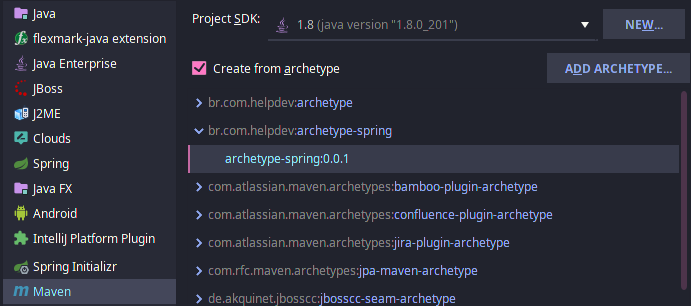 Java
flexmark-java extension
Java Enterprise
JBoss
J2ME
Clouds
Spring
Java FX
Android
IntelliJ Platform Plugin
Spring Initializr
Maven
Project SDK: 1.8 (java version "1.8.0_201") NEW...
Create from archetype ADD ARCHETYPE...
br.com.helpdev:archetype
br.com.helpdev:archetype-spring
archetype-spring:0.0.1
com.atlassian.maven.archetypes:bamboo-plugin-archetype
com.atlassian.maven.archetypes:confluence-plugin-archetype
com.atlassian.maven.archetypes:jira-plugin-archetype
com.rfc.maven.archetypes:jpa-maven-archetype
de.akquinet.jbosscc:jbosscc-seam-archetype